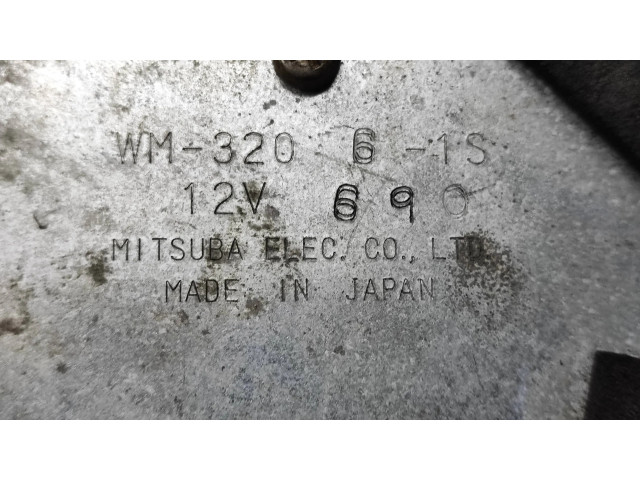 WM-320 6-1S
12V 690
MITSUBA ELEC. CO., LTD.
MADE IN JAPAN